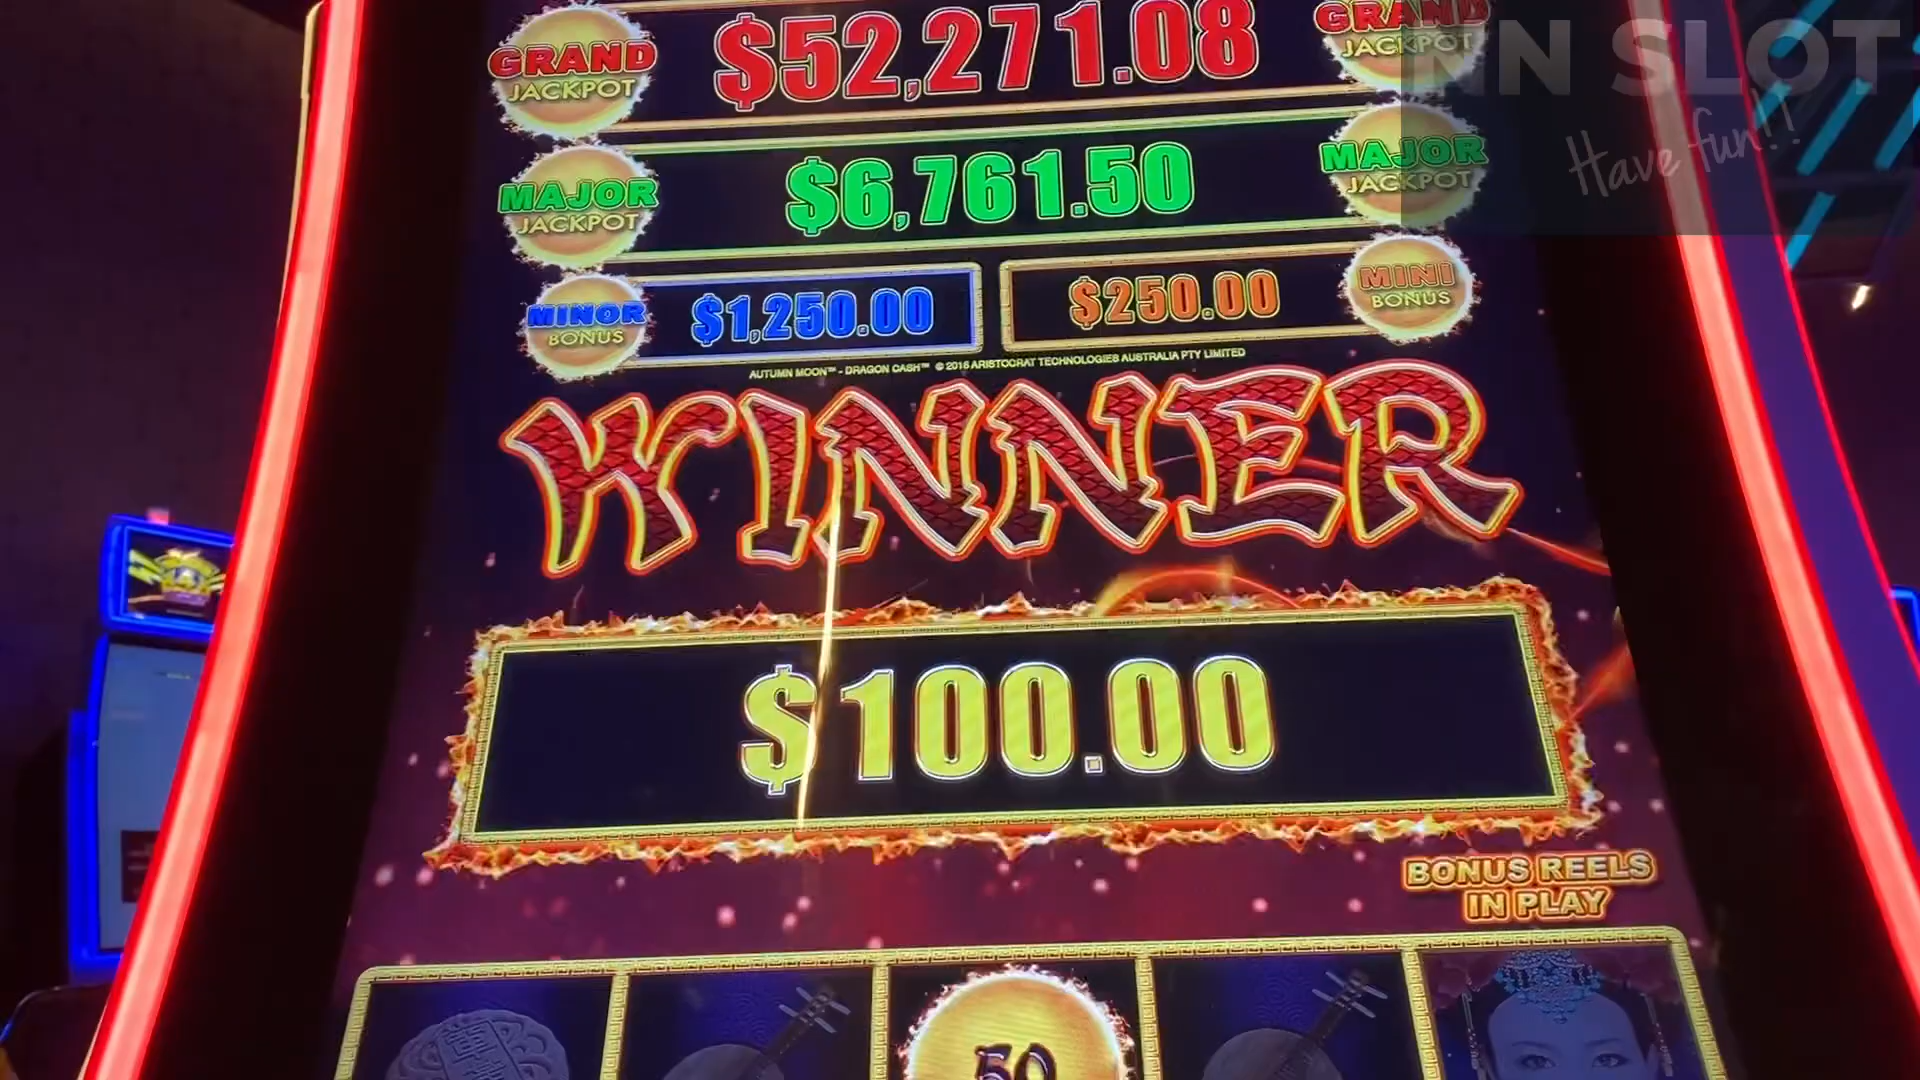 GRAND
JACKPOT
$52,271.08
GRAND
JACKPOT
NN SLOT
Have fun!!
MAJOR
JACKPOT
$6,761.50
MAJOR
JACKPOT
MINOR
BONUS
$1,250.00
$250.00
MINI
BONUS
AUTUMN MOON™ - DRAGON CASH™ © 2016 ARISTOCRAT TECHNOLOGIES AUSTRALIA PTY LIMITED
WINNER
$100.00
BONUS REELS
IN PLAY
50